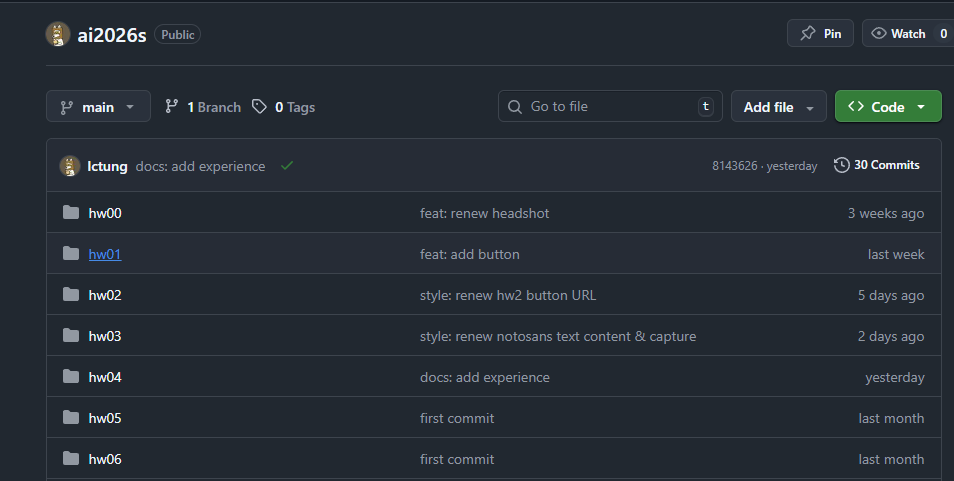 ai2026s Public Pin Watch 0
main 1 Branch 0 Tags Go to file t Add file Code
lctung docs: add experience 8143626 · yesterday 30 Commits
hw00 feat: renew headshot 3 weeks ago
hw01 feat: add button last week
hw02 style: renew hw2 button URL 5 days ago
hw03 style: renew notosans text content & capture 2 days ago
hw04 docs: add experience yesterday
hw05 first commit last month
hw06 first commit last month